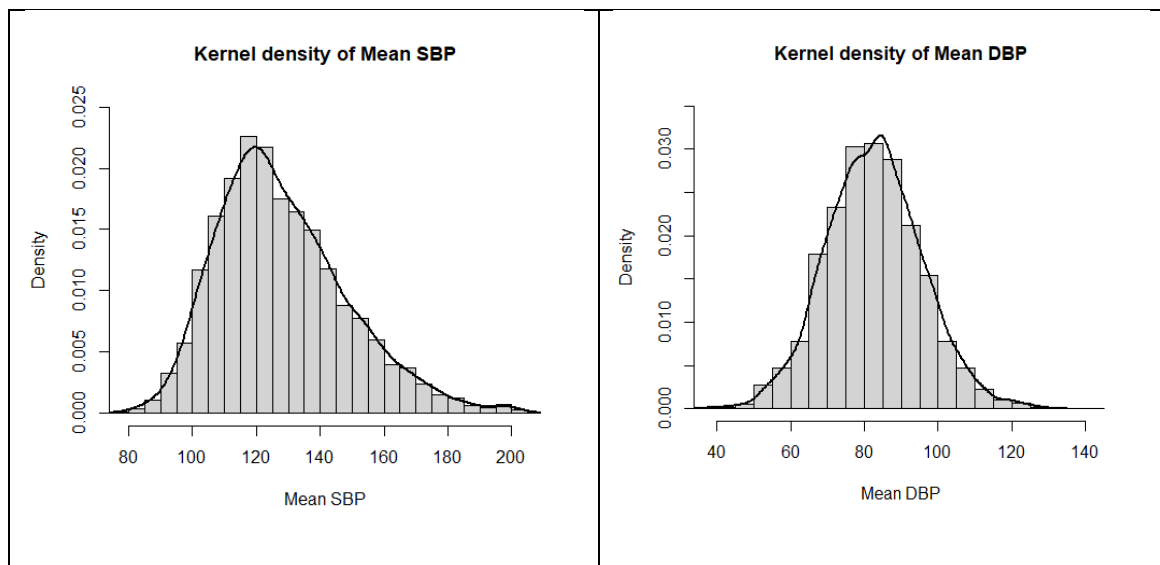 Kernel density of Mean SBP
0.025
0.020
0.015
0.010
0.005
0.000
Density
80 100 120 140 160 180 200
Mean SBP
Kernel density of Mean DBP
0.030
0.020
0.010
0.000
Density
40 60 80 100 120 140
Mean DBP